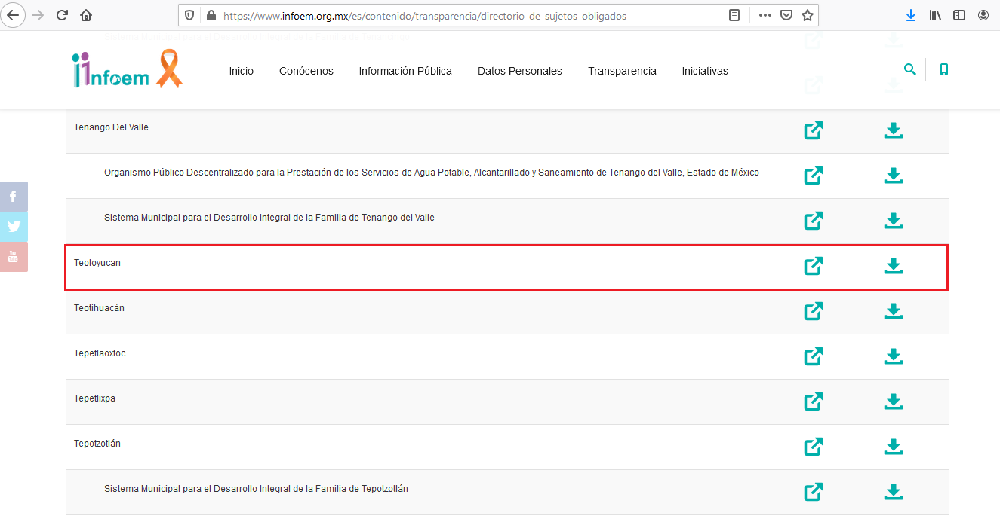 https://www.infoem.org.mx/es/contenido/transparencia/directorio-de-sujetos-obligados
infoem
Inicio
Conócenos
Información Pública
Datos Personales
Transparencia
Iniciativas
Tenango Del Valle
Organismo Público Descentralizado para la Prestación de los Servicios de Agua Potable, Alcantarillado y Saneamiento de Tenango del Valle, Estado de México
Sistema Municipal para el Desarrollo Integral de la Familia de Tenango del Valle
Teoloyucan
Teotihuacán
Tepetlaoxtoc
Tepetlixpa
Tepotzotlán
Sistema Municipal para el Desarrollo Integral de la Familia de Tepotzotlán